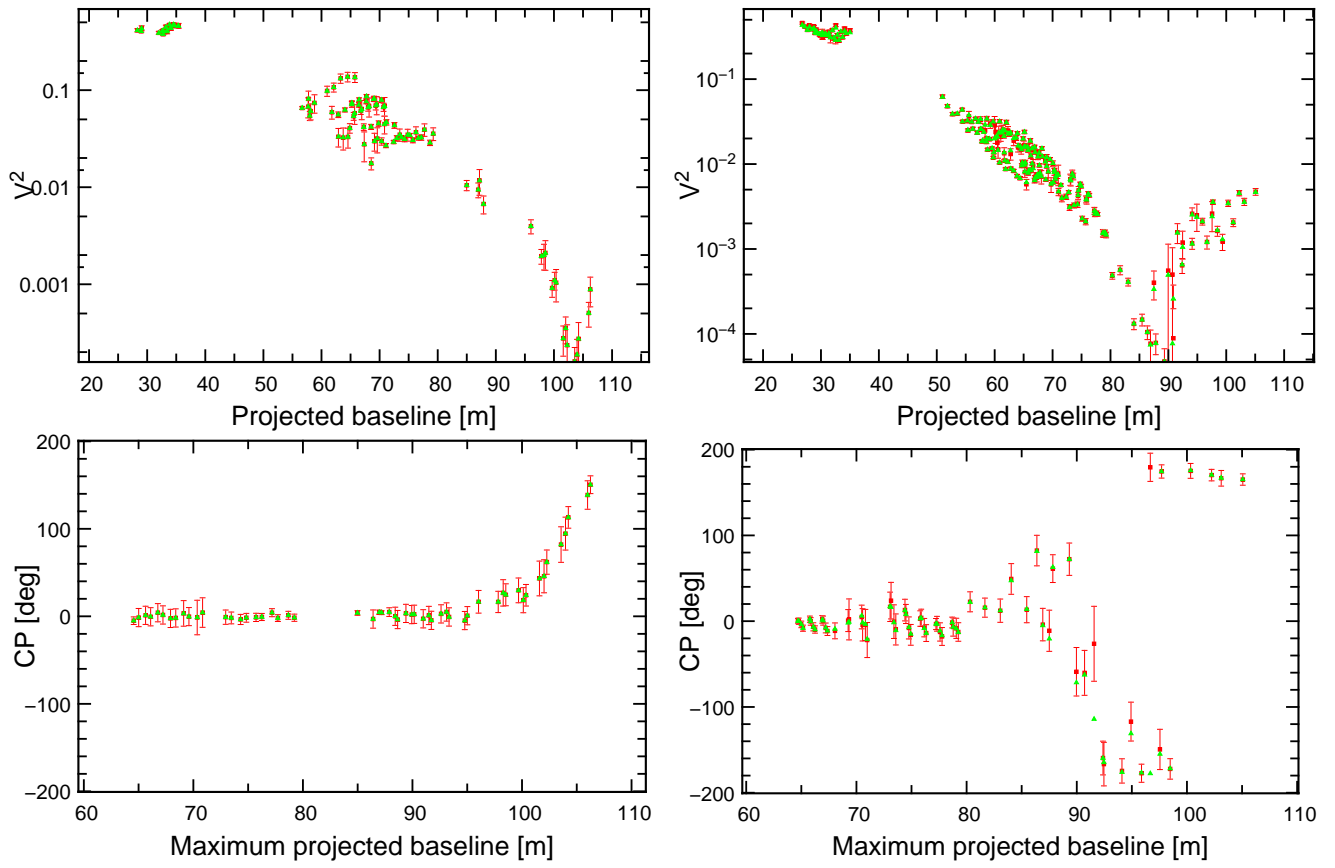 V²
0.1
0.01
0.001
20 30 40 50 60 70 80 90 100 110
Projected baseline [m]
V²
10⁻¹
10⁻²
10⁻³
10⁻⁴
20 30 40 50 60 70 80 90 100 110
Projected baseline [m]
CP [deg]
200
100
0
−100
−200
60 70 80 90 100 110
Maximum projected baseline [m]
CP [deg]
200
100
0
−100
−200
60 70 80 90 100 110
Maximum projected baseline [m]